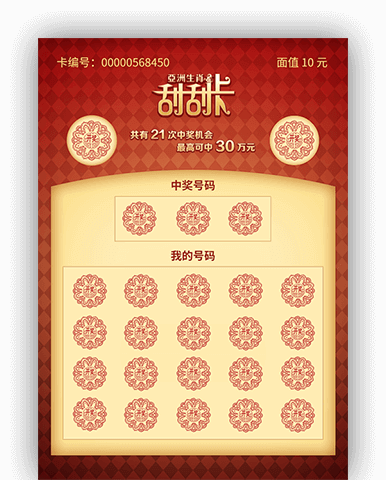 卡编号：00000568450
面值 10 元
亞洲生肖
刮刮卡
共有 21 次中奖机会
最高可中 30 万元
中奖号码
我的号码